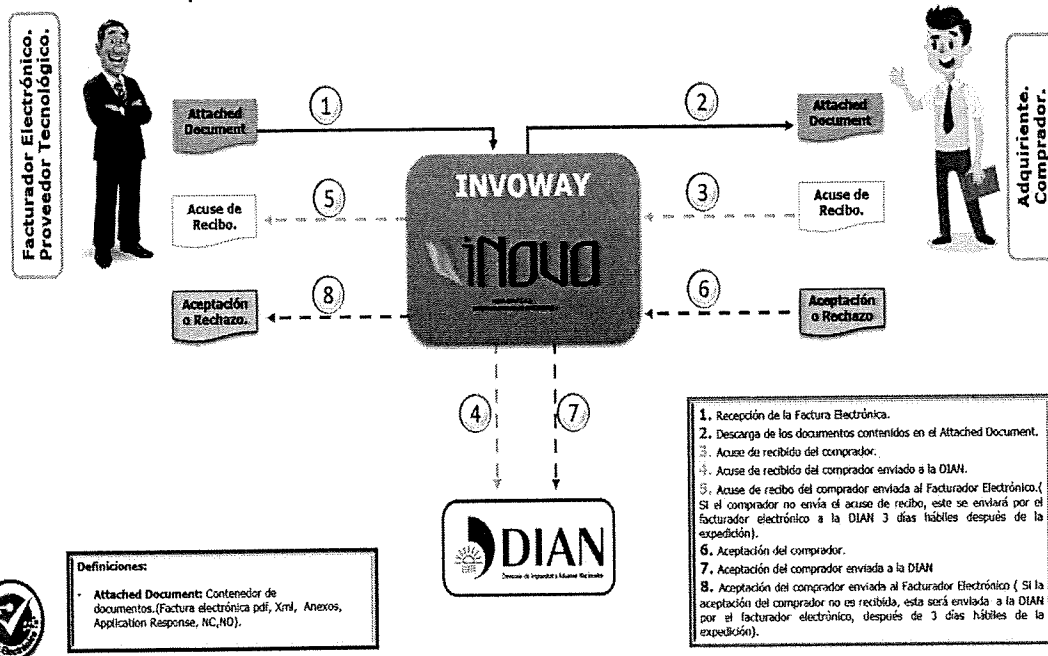 Facturador Electrónico.
Proveedor Tecnológico.
Attached
Document
1
2
Attached
Document
Adquiriente.
Comprador.
INVOWAY
iNova
Acuse de
Recibo.
5
3
Acuse de
Recibo.
Aceptación
o Rechazo.
8
6
Aceptación
o Rechazo
4
7
DIAN
Dirección de Impuestos y Aduanas Nacionales
Definiciones:
- Attached Document: Contenedor de
documentos.(Factura electrónica pdf, Xml, Anexos,
Application Response, NC,ND).
1. Recepción de la Factura Electrónica.
2. Descarga de los documentos contenidos en el Attached Document.
3. Acuse de recibido del comprador.
4. Acuse de recibido del comprador enviado a la DIAN.
5. Acuse de recibo del comprador enviada al Facturador Electrónico.(
Si el comprador no envía el acuse de recibo, este se enviará por el
facturador electrónico a la DIAN 3 días hábiles después de la
expedición).
6. Aceptación del comprador.
7. Aceptación del comprador enviada a la DIAN
8. Aceptación del comprador enviada al Facturador Electrónico ( Si la
aceptación del comprador no es recibida, esta será enviada a la DIAN
por el facturador electrónico, después de 3 días hábiles de la
expedición).